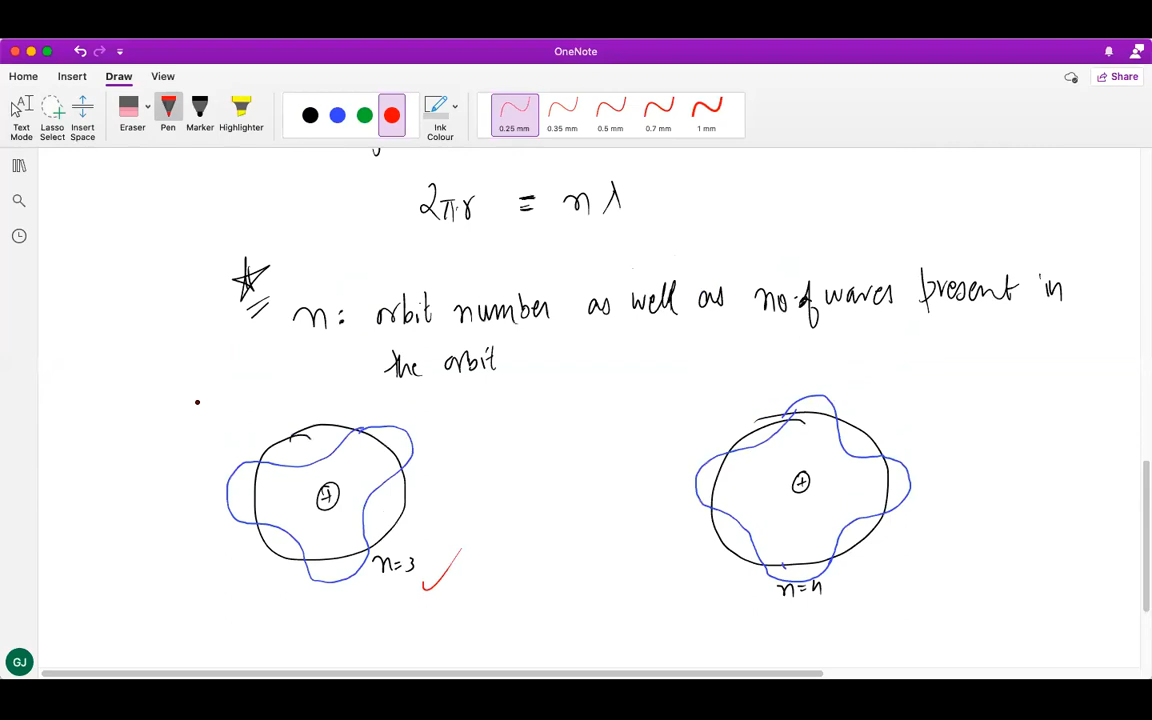 OneNote
Home Insert Draw View
Share
Text Mode
Lasso Select
Insert Space
Eraser
Pen
Marker
Highlighter
Ink Colour
0.25 mm
0.35 mm
0.5 mm
0.7 mm
1 mm
2πr = nλ
n: orbit number as well as no. of waves present in
the orbit
+
+
n=3
n=4
GJ